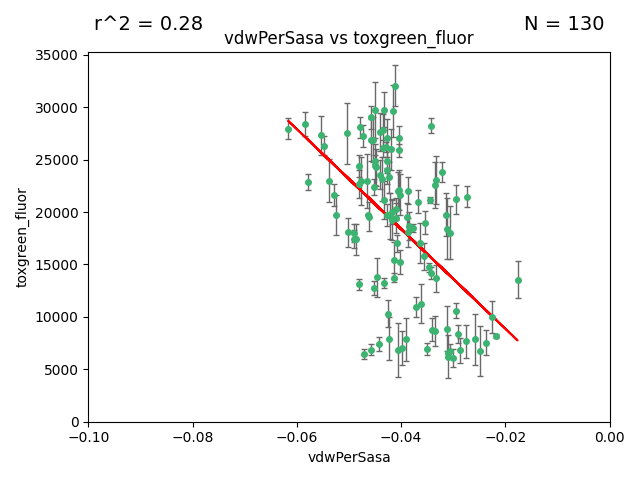 r^2 = 0.28
N = 130
vdwPerSasa vs toxgreen_fluor
35000
30000
25000
20000
15000
10000
5000
0
toxgreen_fluor
−0.10
−0.08
−0.06
−0.04
−0.02
0.00
vdwPerSasa